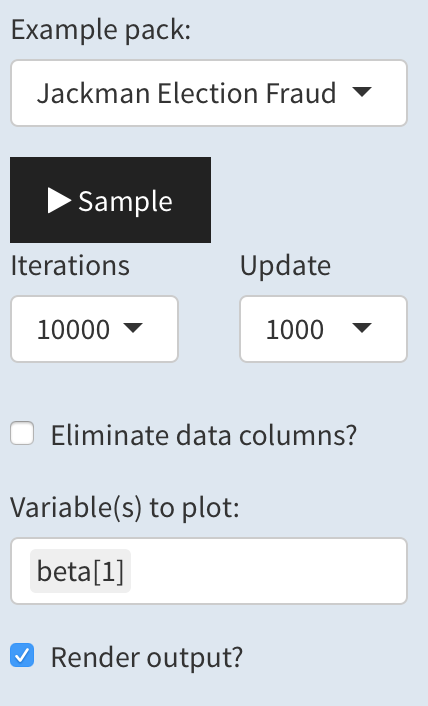 Example pack:
Jackman Election Fraud
Sample
Iterations Update
10000 1000
Eliminate data columns?
Variable(s) to plot:
beta[1]
Render output?